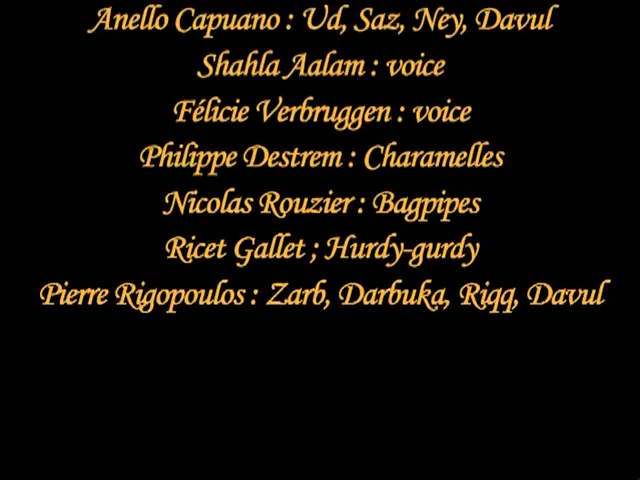 Anello Capuano : Ud, Saz, Ney, Davul
Shahla Aalam : voice
Félicie Verbruggen : voice
Philippe Destrem : Charamelles
Nicolas Rouzier : Bagpipes
Ricet Gallet ; Hurdy-gurdy
Pierre Rigopoulos : Zarb, Darbuka, Riqq, Davul